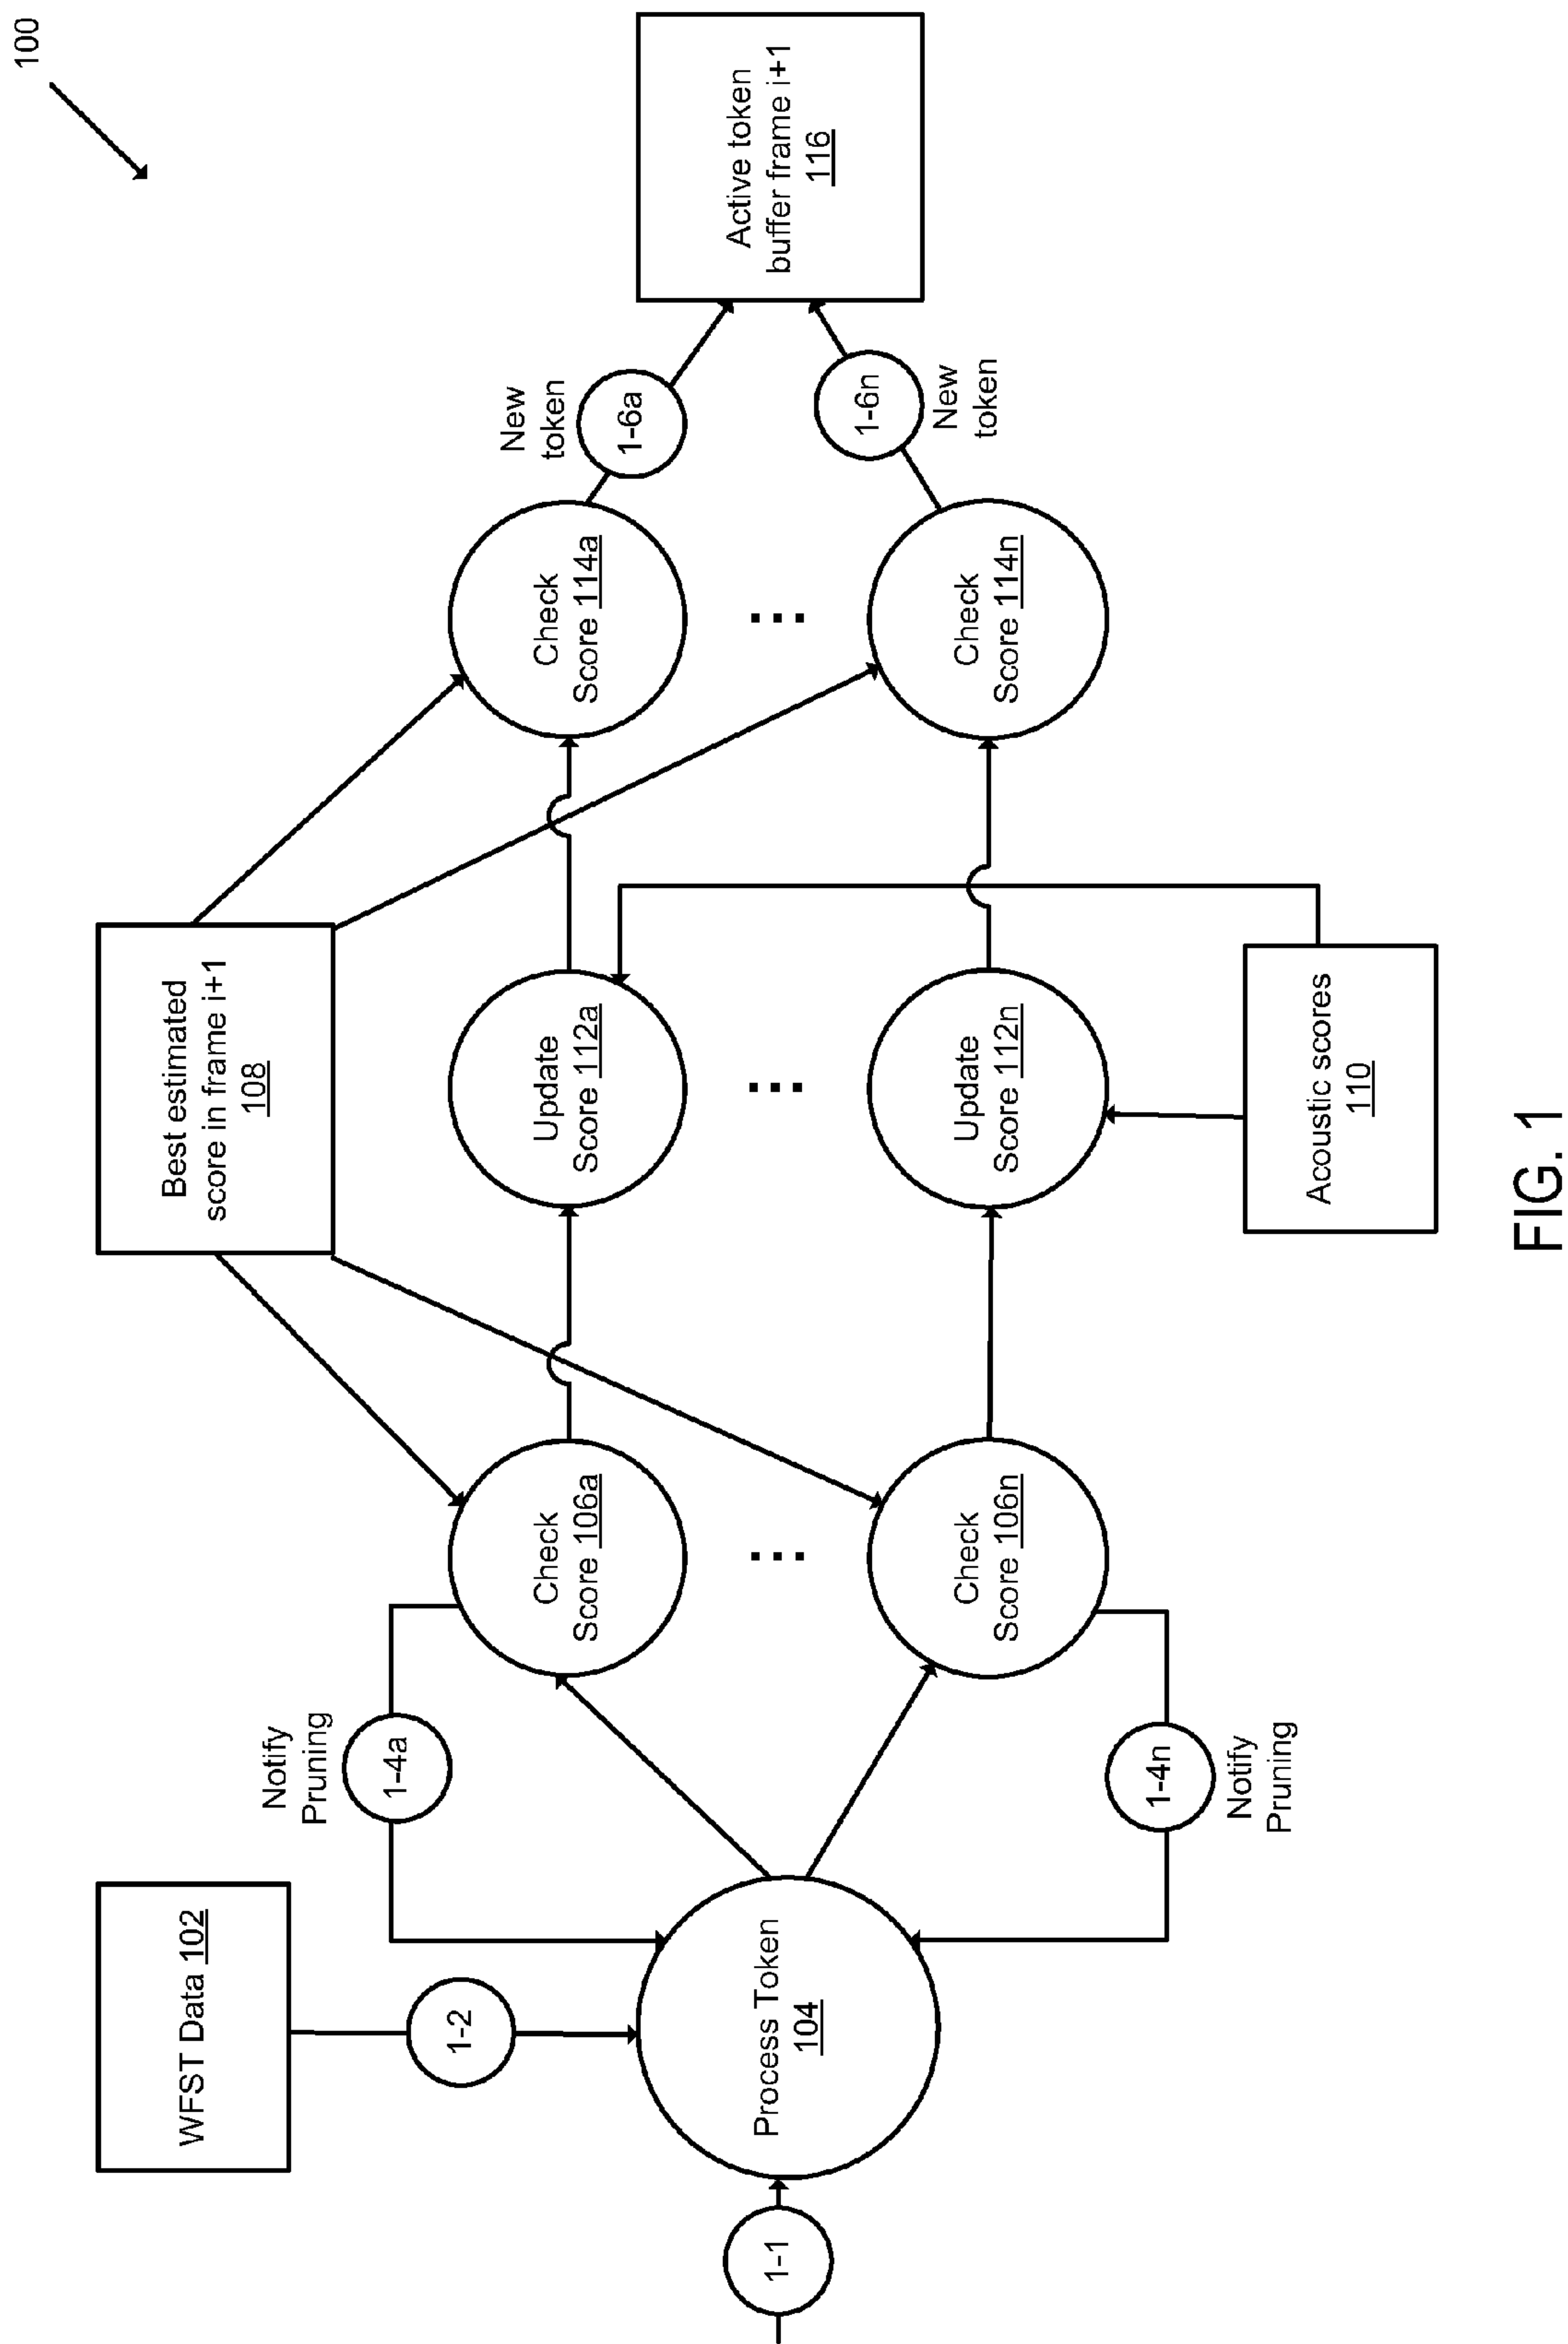 100
WFST Data 102
1-2
1-1
Process Token
104
Notify
Pruning
1-4a
1-4n
Notify
Pruning
Check
Score 106a
...
Check
Score 106n
Best estimated
score in frame i+1
108
Update
Score 112a
...
Update
Score 112n
Acoustic scores
110
Check
Score 114a
...
Check
Score 114n
New
token
1-6a
1-6n
New
token
Active token
buffer frame i+1
116
FIG. 1